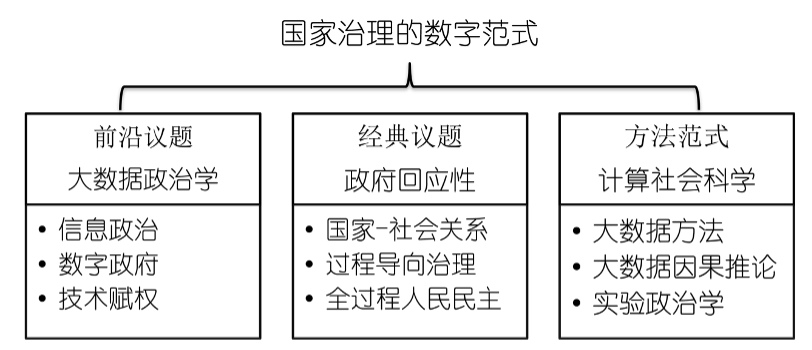 国家治理的数字范式
前沿议题
大数据政治学
• 信息政治
• 数字政府
• 技术赋权
经典议题
政府回应性
• 国家-社会关系
• 过程导向治理
• 全过程人民民主
方法范式
计算社会科学
• 大数据方法
• 大数据因果推论
• 实验政治学